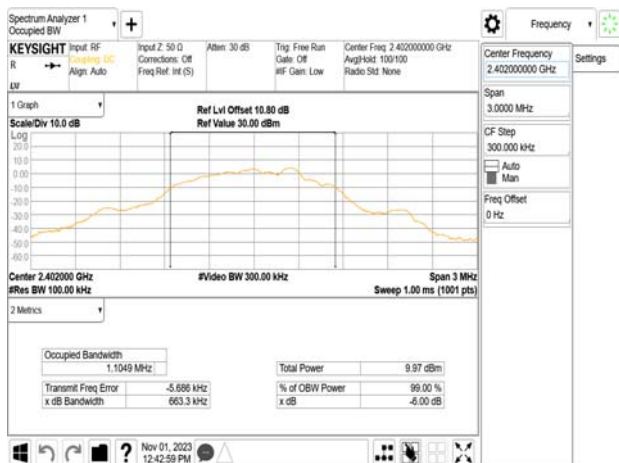 Spectrum Analyzer 1
Occupied BW
+
Frequency
KEYSIGHT
R
LXI
Input: RF
Coupling: DC
Align: Auto
Input Z: 50 Ω
Corrections: Off
Freq Ref: Int (S)
Atten: 30 dB
Trig: Free Run
Gate: Off
#IF Gain: Low
Center Freq: 2.402000000 GHz
Avg|Hold: 100/100
Radio Std: None
1 Graph
Scale/Div 10.0 dB
Ref Lvl Offset 10.80 dB
Ref Value 30.00 dBm
Log
20.0
10.0
0.00
-10.0
-20.0
-30.0
-40.0
-50.0
-60.0
Center 2.402000 GHz
#Res BW 100.00 kHz
#Video BW 300.00 kHz
Span 3 MHz
Sweep 1.00 ms (1001 pts)
2 Metrics
Occupied Bandwidth
1.1049 MHz
Transmit Freq Error -5.686 kHz
x dB Bandwidth 663.3 kHz
Total Power 9.97 dBm
% of OBW Power 99.00 %
x dB -6.00 dB
Center Frequency
2.402000000 GHz
Span
3.0000 MHz
CF Step
300.000 kHz
Auto
Man
Freq Offset
0 Hz
Settings
?
Nov 01, 2023
12:42:59 PM